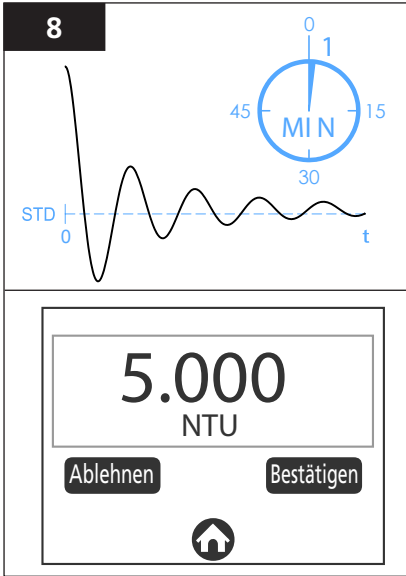 8
0
1
45
15
MIN
30
STD
0
t
5.000
NTU
Ablehnen
Bestätigen